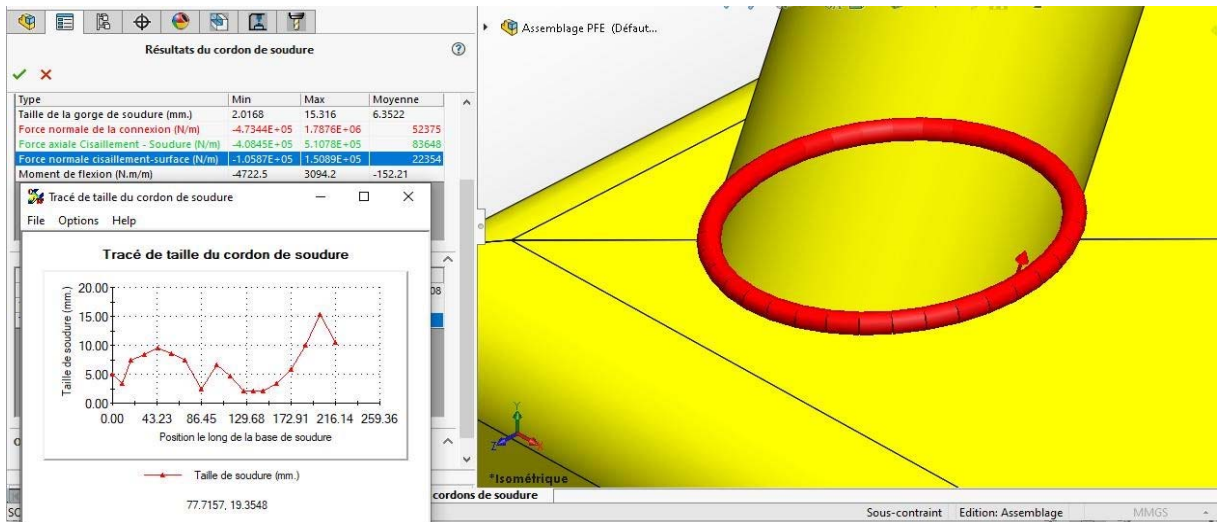 Assemblage PFE (Défaut...
Résultats du cordon de soudure
Type Min Max Moyenne
Taille de la gorge de soudure (mm.) 2.0168 15.316 6.3522
Force normale de la connexion (N/m) -4.7344E+05 1.7876E+06 52375
Force axiale Cisaillement - Soudure (N/m) -4.0845E+05 5.1078E+05 83648
Force normale cisaillement-surface (N/m) -1.0587E+05 1.5089E+05 22354
Moment de flexion (N.m/m) -4722.5 3094.2 -152.21
Tracé de taille du cordon de soudure
File Options Help
Tracé de taille du cordon de soudure
Taille de soudure (mm.)
20.00
15.00
10.00
5.00
0.00
0.00 43.23 86.45 129.68 172.91 216.14 259.36
Position le long de la base de soudure
Taille de soudure (mm.)
77.7157, 19.3548
08
Y
Z
X
*Isométrique
cordons de soudure
Sous-contraint Edition: Assemblage MMGS